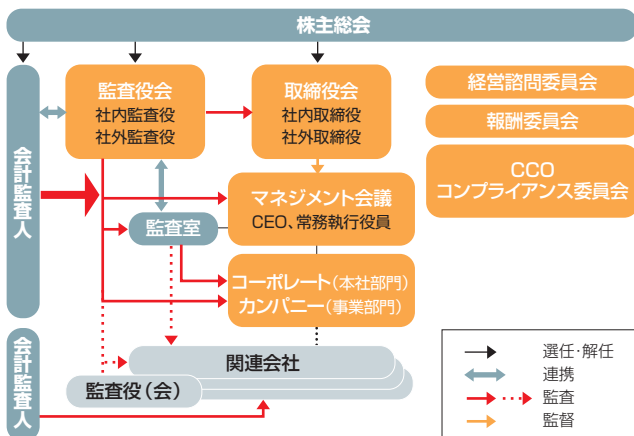 株主総会
監査役会
社内監査役
社外監査役
取締役会
社内取締役
社外取締役
経営諮問委員会
報酬委員会
CCO
コンプライアンス委員会
会計監査人
マネジメント会議
CEO、常務執行役員
監査室
コーポレート(本社部門)
カンパニー(事業部門)
会計監査人
関連会社
監査役(会)
選任・解任
連携
監査
監督